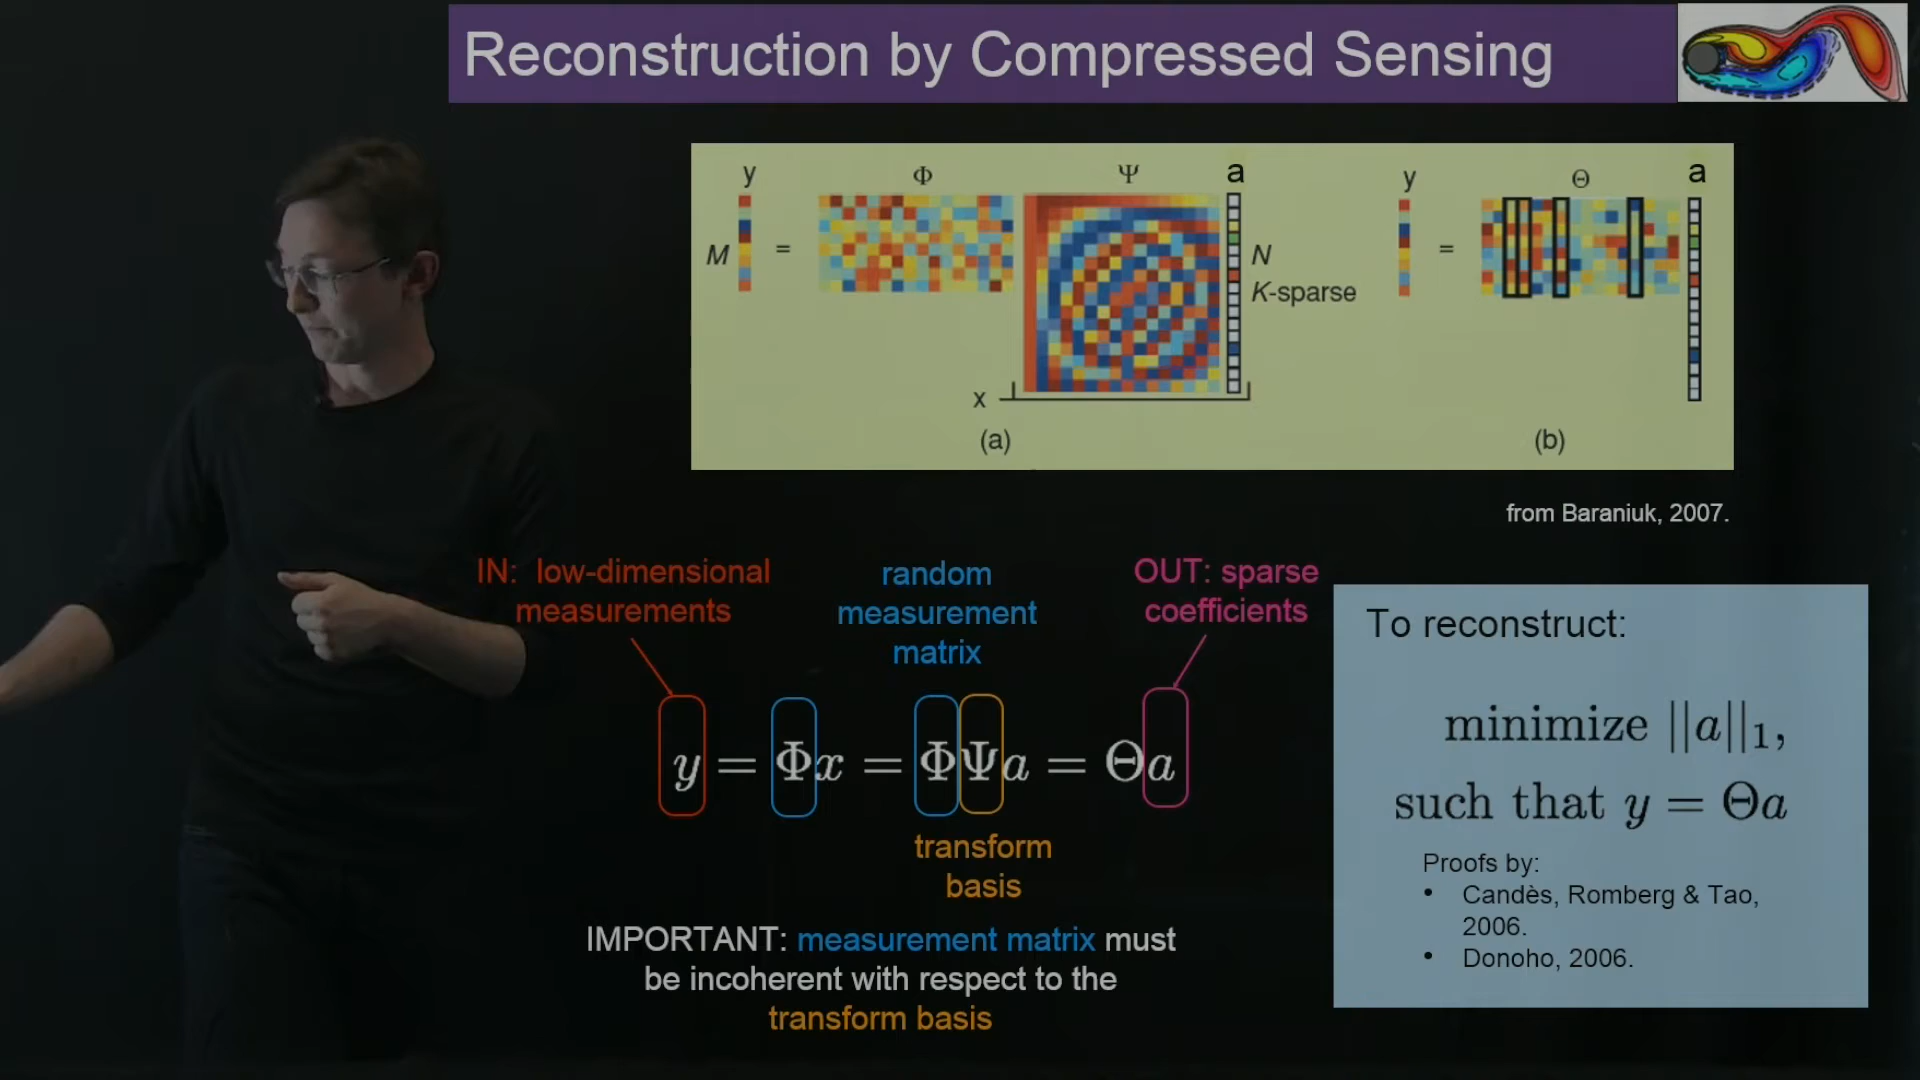 Reconstruction by Compressed Sensing
y Φ Ψ a y Θ a
M = N =
K-sparse
x
(a) (b)
from Baraniuk, 2007.
IN: low-dimensional
measurements
random
measurement
matrix
OUT: sparse
coefficients
y = Φx = ΦΨa = Θa
transform
basis
IMPORTANT: measurement matrix must
be incoherent with respect to the
transform basis
To reconstruct:
minimize ||a||₁,
such that y = Θa
Proofs by:
• Candès, Romberg & Tao,
2006.
• Donoho, 2006.